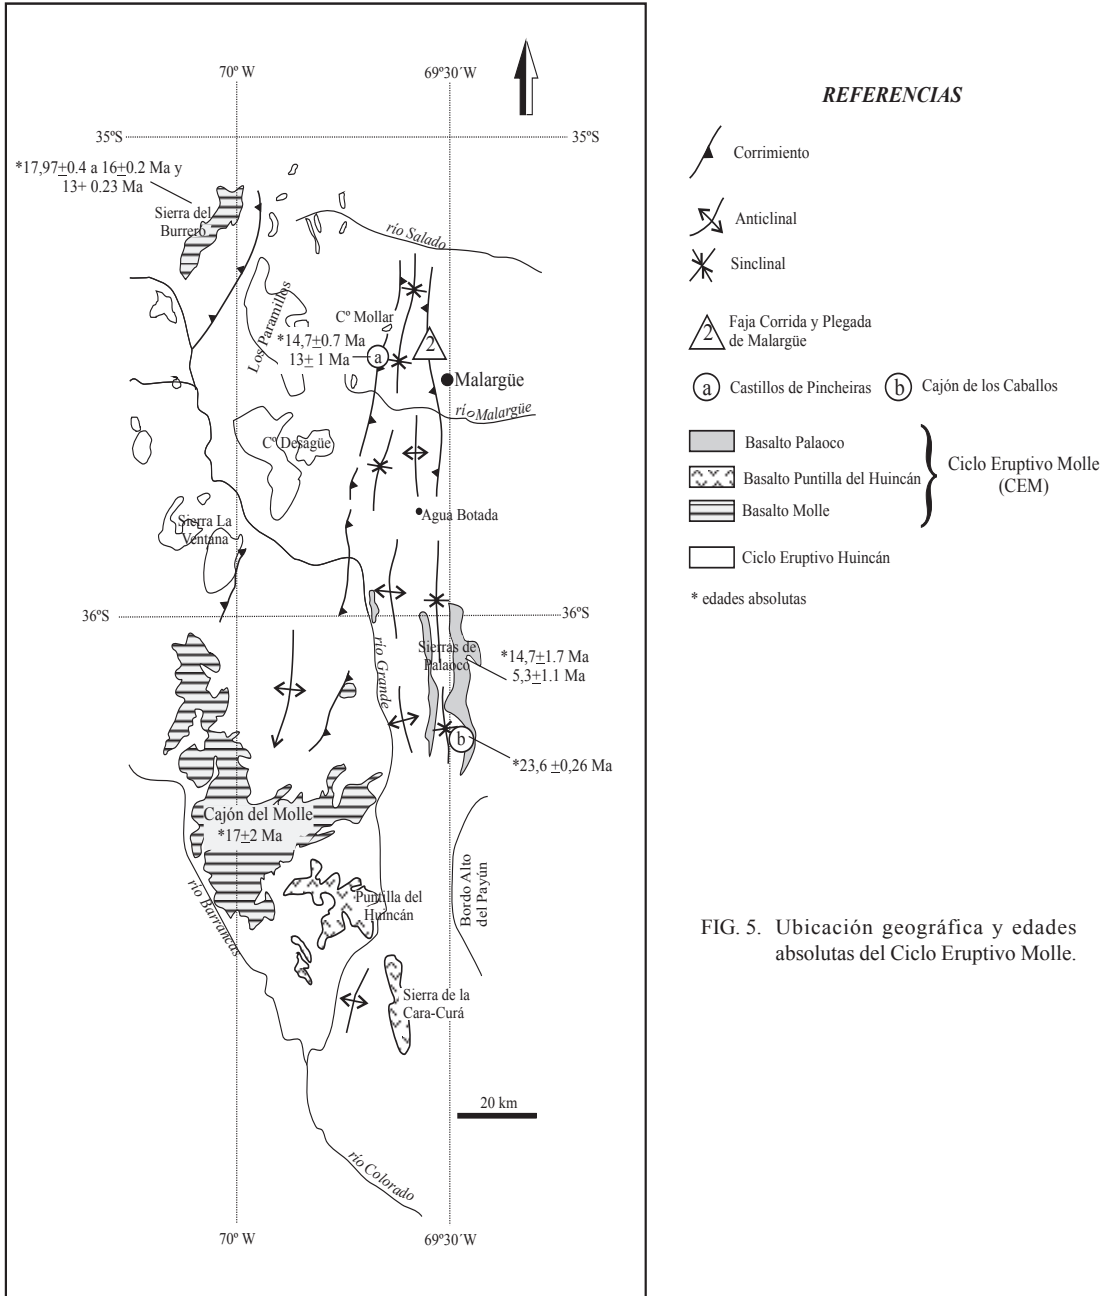 70º W
69º30´W
35ºS
35ºS
*17,97±0.4 a 16±0.2 Ma y
13+ 0.23 Ma
Sierra del
Burrero
río Salado
Los Paramillos
Cº Mollar
*14,7±0.7 Ma
13± 1 Ma
a
2
Malargüe
río Malargüe
Cº Desagüe
Agua Botada
Sierra La
Ventana
36ºS
36ºS
río Grande
Sierras de
Palaoco
*14,7±1.7 Ma
5,3±1.1 Ma
b
*23,6 ±0,26 Ma
Cajón del Molle
*17±2 Ma
río Barrancas
Puntilla del
Huincán
Bordo Alto
del Payún
Sierra de la
Cara-Curá
20 km
río Colorado
70º W
69º30´W
REFERENCIAS
Corrimiento
Anticlinal
Sinclinal
2
Faja Corrida y Plegada
de Malargüe
a Castillos de Pincheiras b Cajón de los Caballos
Basalto Palaoco
Basalto Puntilla del Huincán
Basalto Molle
Ciclo Eruptivo Molle
(CEM)
Ciclo Eruptivo Huincán
* edades absolutas
FIG. 5. Ubicación geográfica y edades
absolutas del Ciclo Eruptivo Molle.